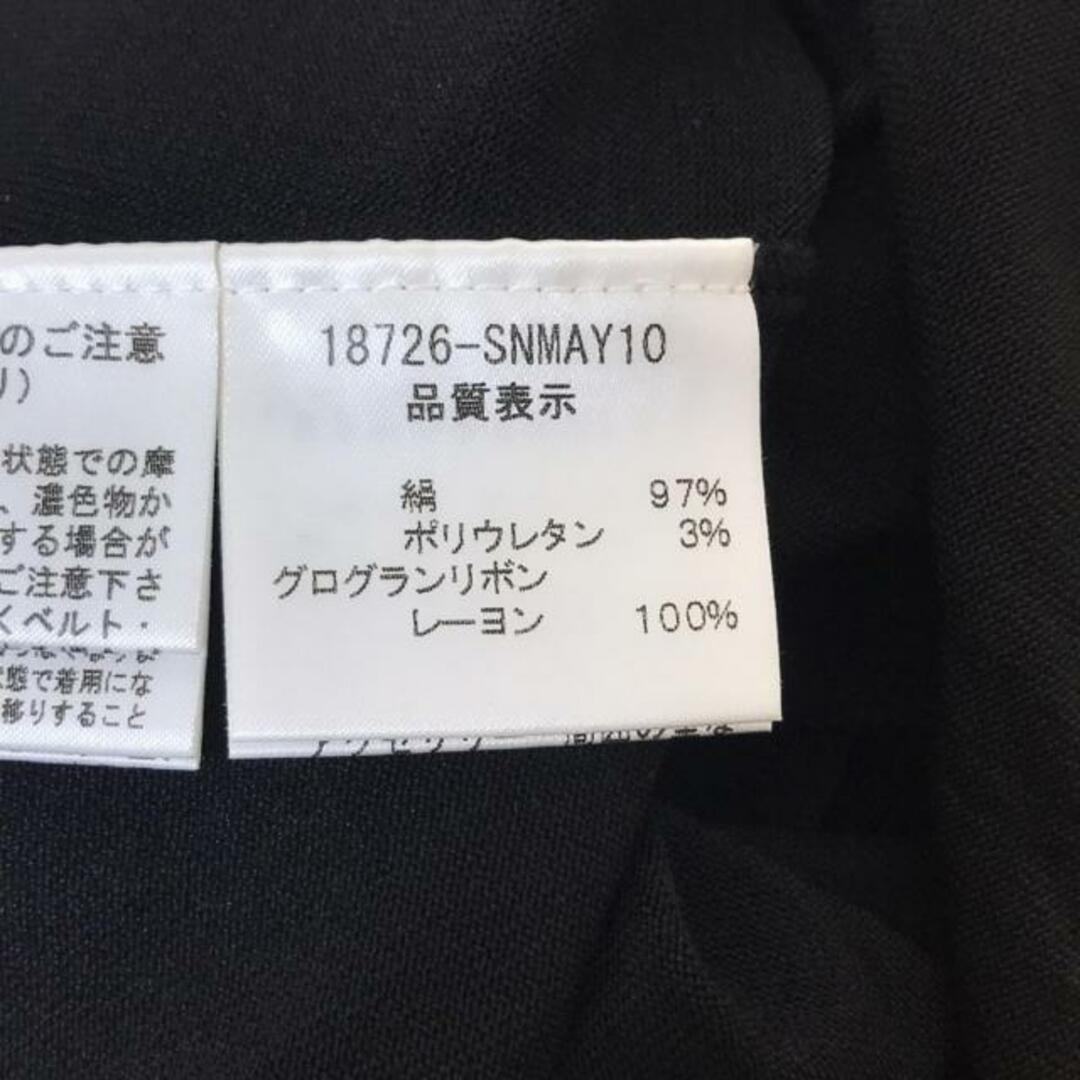 のご注意
り）
状態での摩
、濃色物か
する場合が
ご注意下さ
くベルト・
態で着用にな
移りすること
18726-SNMAY10
品質表示
絹 97%
ポリウレタン 3%
グログランリボン
レーヨン 100%